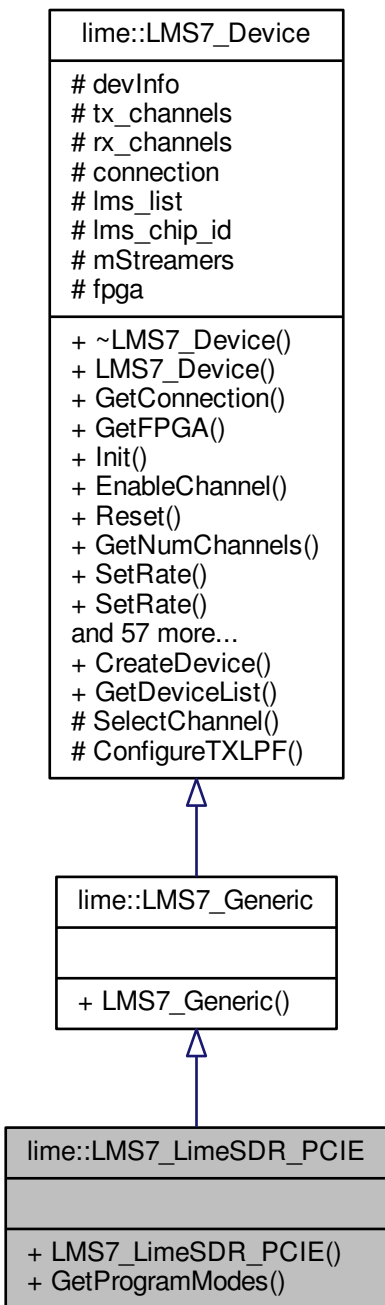 lime::LMS7_Device
# devInfo
# tx_channels
# rx_channels
# connection
# lms_list
# lms_chip_id
# mStreamers
# fpga
+ ~LMS7_Device()
+ LMS7_Device()
+ GetConnection()
+ GetFPGA()
+ Init()
+ EnableChannel()
+ Reset()
+ GetNumChannels()
+ SetRate()
+ SetRate()
and 57 more...
+ CreateDevice()
+ GetDeviceList()
# SelectChannel()
# ConfigureTXLPF()
lime::LMS7_Generic
+ LMS7_Generic()
lime::LMS7_LimeSDR_PCIE
+ LMS7_LimeSDR_PCIE()
+ GetProgramModes()